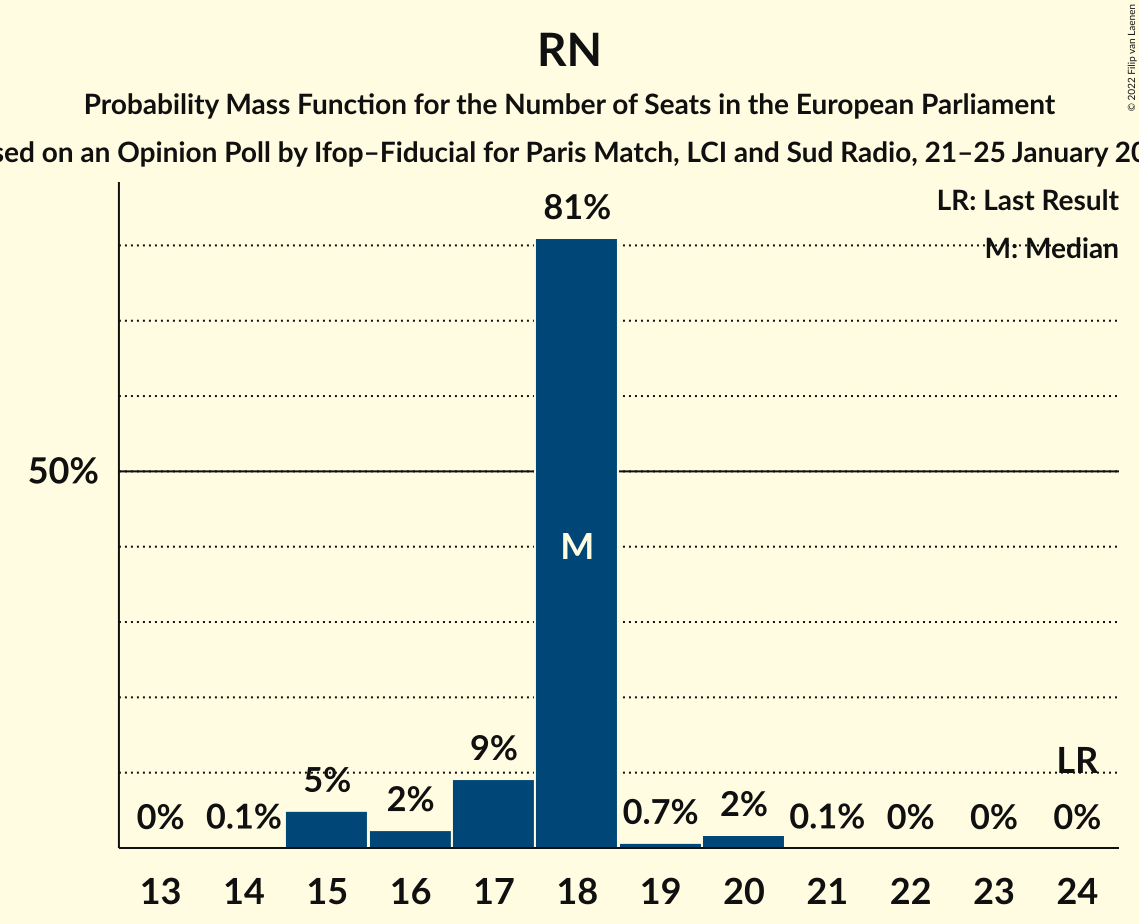 RN
Probability Mass Function for the Number of Seats in the European Parliament
on an Opinion Poll by Ifop–Fiducial for Paris Match, LCI and Sud Radio, 21–25 January
© 2022 Filip van Laenen
LR: Last Result
M: Median
81%
50%
M
9%
5%
2%
0%
0.1%
0.7%
2%
0.1%
0%
0%
LR
0%
13 14 15 16 17 18 19 20 21 22 23 24